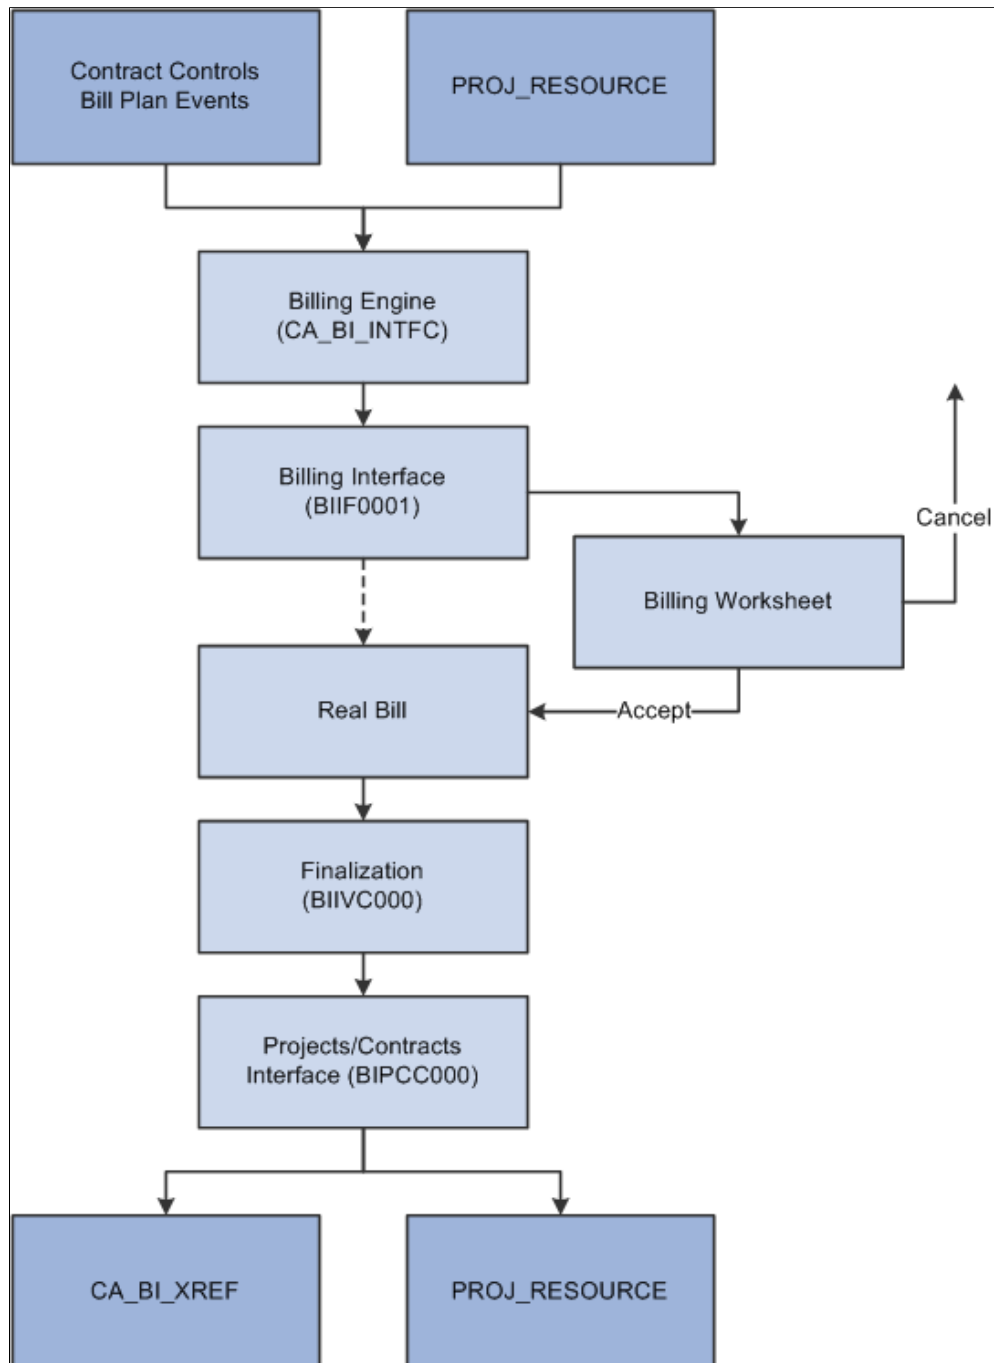 Contract Controls
Bill Plan Events
PROJ_RESOURCE
Billing Engine
(CA_BI_INTFC)
Billing Interface
(BIIF0001)
Cancel
Billing Worksheet
Real Bill
Accept
Finalization
(BIIVC000)
Projects/Contracts
Interface (BIPCC000)
CA_BI_XREF
PROJ_RESOURCE